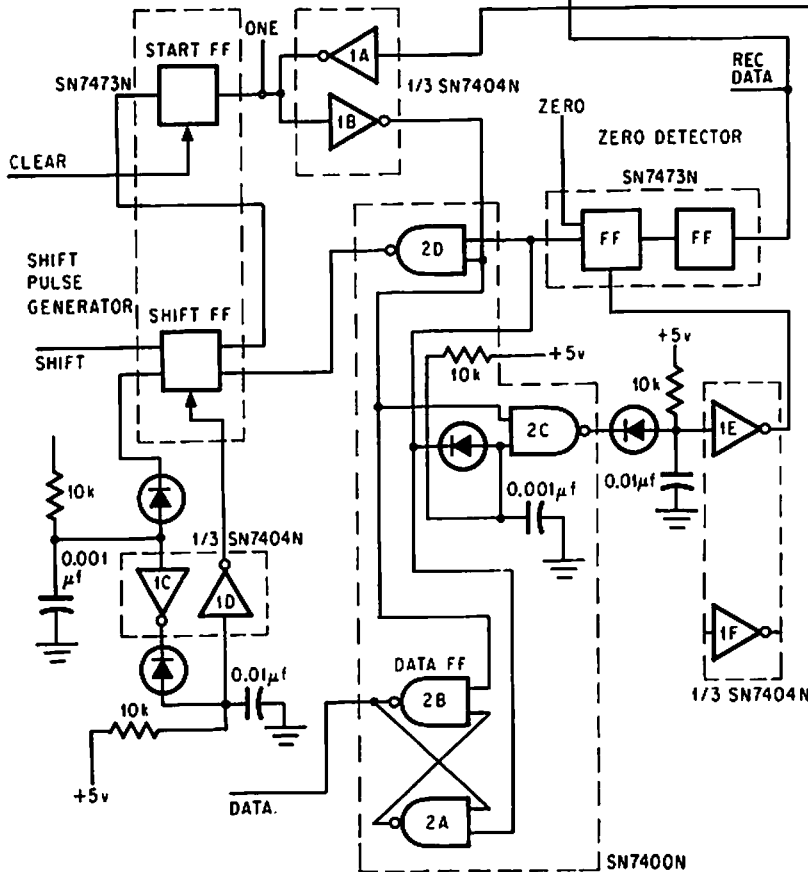 ONE
START FF
SN7473N
1A
1/3 SN7404N
1B
REC
DATA
ZERO
ZERO DETECTOR
SN7473N
CLEAR
2D
FF
FF
SHIFT
PULSE
GENERATOR
SHIFT FF
SHIFT
+5v
10k
+5v
10k
2C
1E
10k
0.001μf
0.01μf
1/3 SN7404N
0.001
μf
1C
1D
DATA FF
2B
1F
0.01μf
1/3 SN7404N
10k
+5v
DATA.
2A
SN7400N